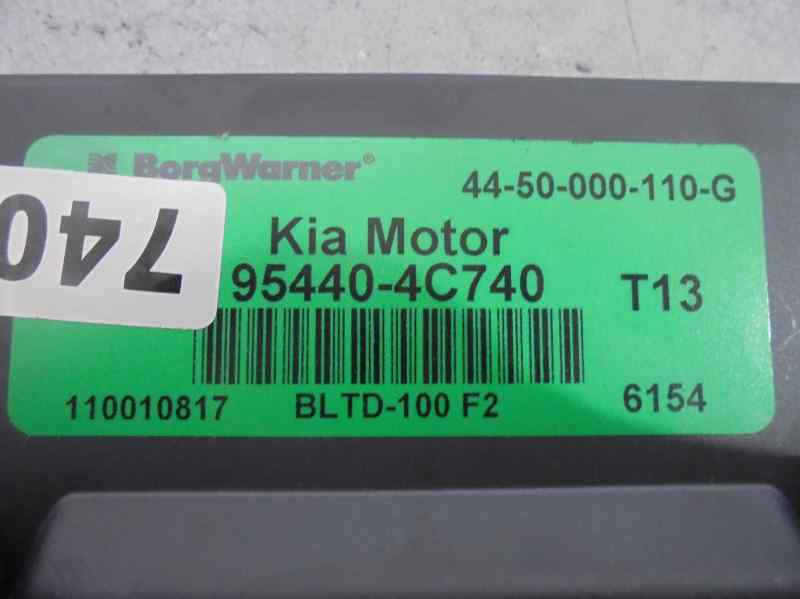 BorgWarner®
44-50-000-110-G
Kia Motor
95440-4C740
T13
740
110010817
BLTD-100 F2
6154